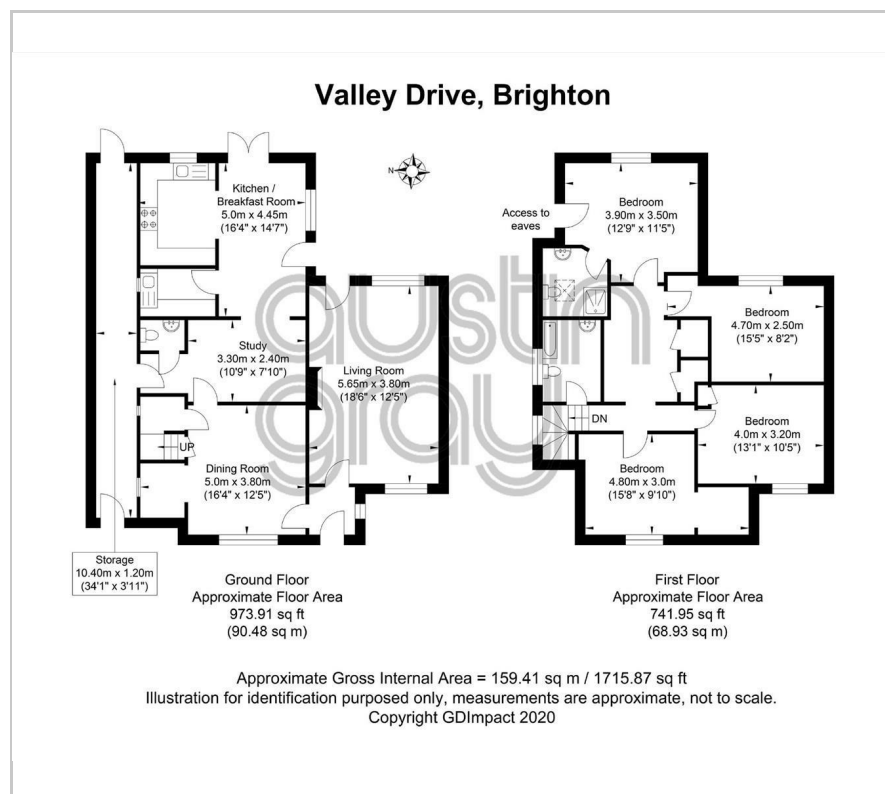 Valley Drive, Brighton
N
Kitchen /
Breakfast Room
5.0m x 4.45m
(16'4" x 14'7")
Study
3.30m x 2.40m
(10'9" x 7'10")
Living Room
5.65m x 3.80m
(18'6" x 12'5")
UP
Dining Room
5.0m x 3.80m
(16'4" x 12'5")
Storage
10.40m x 1.20m
(34'1" x 3'11")
Ground Floor
Approximate Floor Area
973.91 sq ft
(90.48 sq m)
Bedroom
3.90m x 3.50m
(12'9" x 11'5")
Access to
eaves
Bedroom
4.70m x 2.50m
(15'5" x 8'2")
Bedroom
4.0m x 3.20m
(13'1" x 10'5")
DN
Bedroom
4.80m x 3.0m
(15'8" x 9'10")
First Floor
Approximate Floor Area
741.95 sq ft
(68.93 sq m)
austin
gray
Approximate Gross Internal Area = 159.41 sq m / 1715.87 sq ft
Illustration for identification purposed only, measurements are approximate, not to scale.
Copyright GDImpact 2020